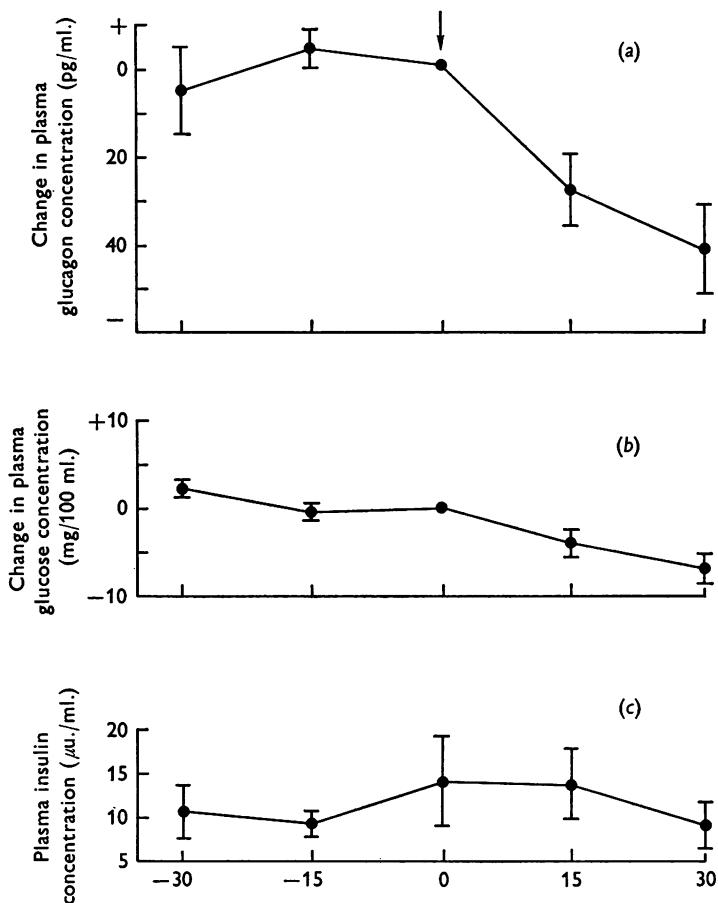 (a)
Change in plasma
glucagon concentration (pg/ml.)
+
0
20
40
−
(b)
Change in plasma
glucose concentration
(mg/100 ml.)
+10
0
−10
(c)
Plasma insulin
concentration (μu./ml.)
20
15
10
5
−30 −15 0 15 30